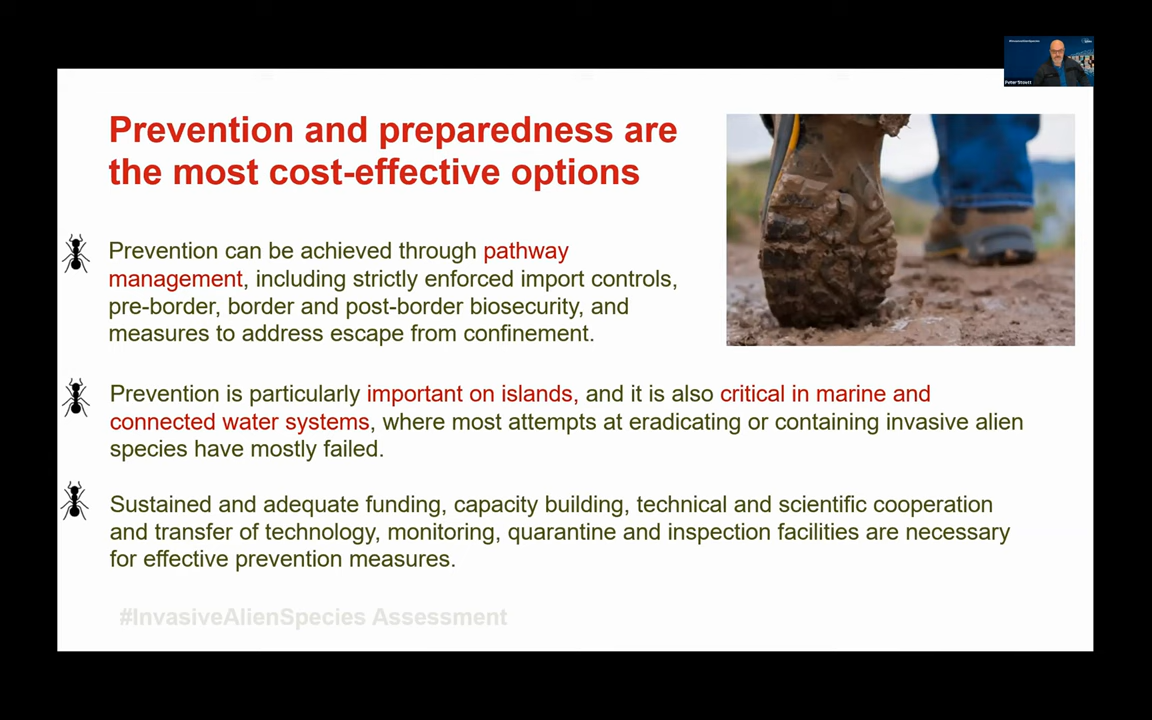 #InvasiveAlienSpecies
Peter Stoett
Prevention and preparedness are
the most cost-effective options
Prevention can be achieved through pathway
management, including strictly enforced import controls,
pre-border, border and post-border biosecurity, and
measures to address escape from confinement.
Prevention is particularly important on islands, and it is also critical in marine and
connected water systems, where most attempts at eradicating or containing invasive alien
species have mostly failed.
Sustained and adequate funding, capacity building, technical and scientific cooperation
and transfer of technology, monitoring, quarantine and inspection facilities are necessary
for effective prevention measures.
#InvasiveAlienSpecies Assessment